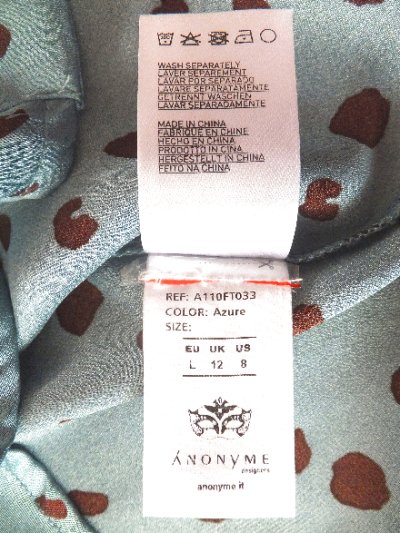 WASH SEPARATELY
LAVER SEPAREMENT
LAVAR POR SEPARADO
LAVARE SEPARATAMENTE
GETRENNT WASCHEN
LAVAR SEPARADAMENTE
MADE IN CHINA
FABRIQUE EN CHINE
HECHO EN CHINA
PRODOTTO IN CINA
HERGESTELLT IN CHINA
FEITO NA CHINA
REF: A110FT033
COLOR: Azure
SIZE:
EU UK US
L 12 8
ÁNONYME
designers
anonyme.it